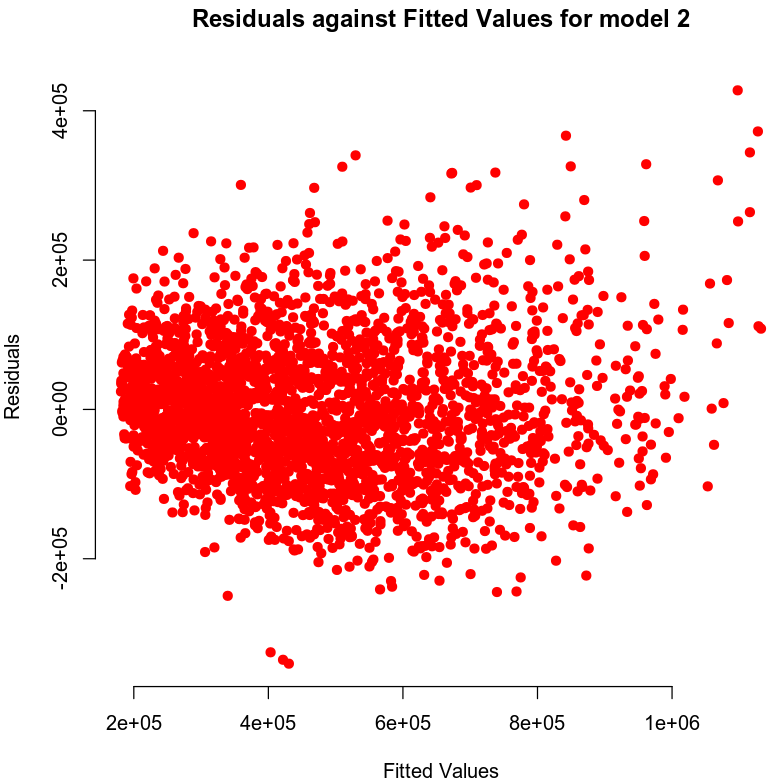 Residuals against Fitted Values for model 2
4e+05
2e+05
0e+00
-2e+05
Residuals
2e+05 4e+05 6e+05 8e+05 1e+06
Fitted Values